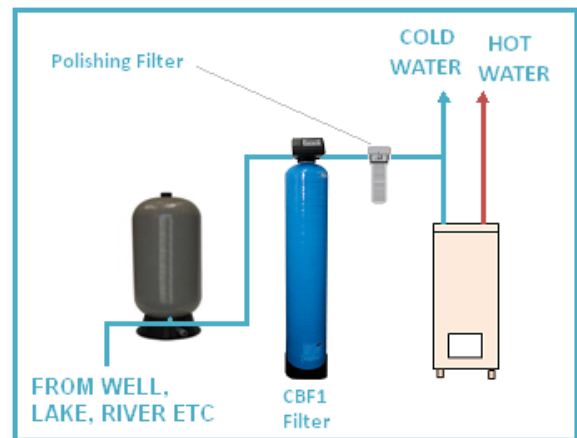 COLD
WATER
HOT
WATER
Polishing Filter
FROM WELL,
LAKE, RIVER ETC
CBF1
Filter